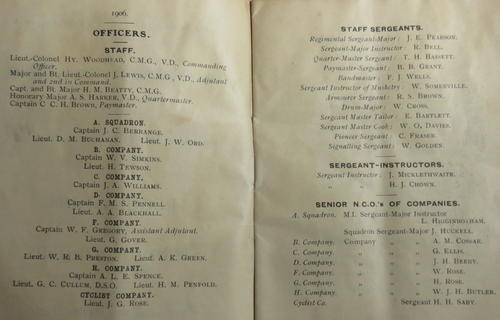 1906.
OFFICERS.
STAFF.
Lieut.-Colonel Hy. Woodhead, C.M.G., V.D., Commanding
Officer.
Major and Bt. Lieut.-Colonel J. Lewis, C.M.G., V.D., Adjutant
and 2nd in Command.
Capt. and Bt. Major H. M. Beatty, C.M.G.
Honorary Major A. S. Harker, V.D., Quartermaster.
Captain C. C. H. Brown, Paymaster.
A. SQUADRON.
Captain J. C. Berrange.
Lieut. D. M. Buchanan. Lieut. J. W. Ord.
B. COMPANY.
Captain W. V. Simkins.
Lieut. H. Tewson.
C. COMPANY.
Captain J. A. Williams.
D. COMPANY.
Captain F. M. S. Pennell
Lieut. A. A. Blackhall.
F. COMPANY.
Captain W. F. Gregory, Assistant Adjutant.
Lieut. G. Gover.
G. COMPANY.
Lieut. W. R. B. Preston. Lieut. A. K. Green.
H. COMPANY.
Captain A. L. E. Spence.
Lieut. G. C. Cullum, D.S.O. Lieut. H. M. Penfold.
CYCLIST COMPANY.
Lieut. J. G. Rose.
STAFF SERGEANTS.
Regimental Sergeant-Major: J. E. Pearson.
Sergeant-Major Instructor: R. Bell.
Quarter-Master Sergeant: T. H. Bassett.
Paymaster-Sergeant: B. B. Grant.
Bandmaster: F. J. Wells.
Sergeant Instructor of Musketry: W. Somerville.
Armourer Sergeant: R. S. Brown.
Drum-Major: W. Cross.
Sergeant Master Tailor: E. Bartlett.
Sergeant Master Cook: W. O. Davies.
Pioneer Sergeant: C. Fraser.
Signalling Sergeant: W. Golden.
SERGEANT-INSTRUCTORS.
Sergeant Instructor: J. Micklethwaite.
" " H. J. Chown.
SENIOR N.C.O's OF COMPANIES.
A. Squadron. M.I. Sergeant-Major Instructor
L. Higginbotham.
Squadron Sergeant-Major J. Huckell.
B. Company. Company " " A. M. Cossar.
C. Company. " " " G. Ellis.
D. Company. " " " J. H. Berry.
F. Company. " " " W. Rose.
G. Company. " " " H. Rose.
H. Company. " " " W. J. H. Butler.
Cyclist Co. Sergeant H. H. Saby.